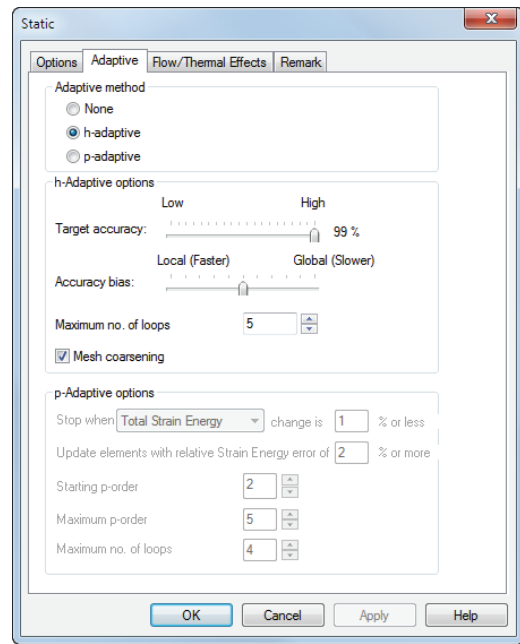 Static
Options Adaptive Flow/Thermal Effects Remark
Adaptive method
None
h-adaptive
p-adaptive
h-Adaptive options
Low High
Target accuracy: 99 %
Local (Faster) Global (Slower)
Accuracy bias:
Maximum no. of loops 5
Mesh coarsening
p-Adaptive options
Stop when Total Strain Energy change is 1 % or less
Update elements with relative Strain Energy error of 2 % or more
Starting p-order 2
Maximum p-order 5
Maximum no. of loops 4
OK Cancel Apply Help